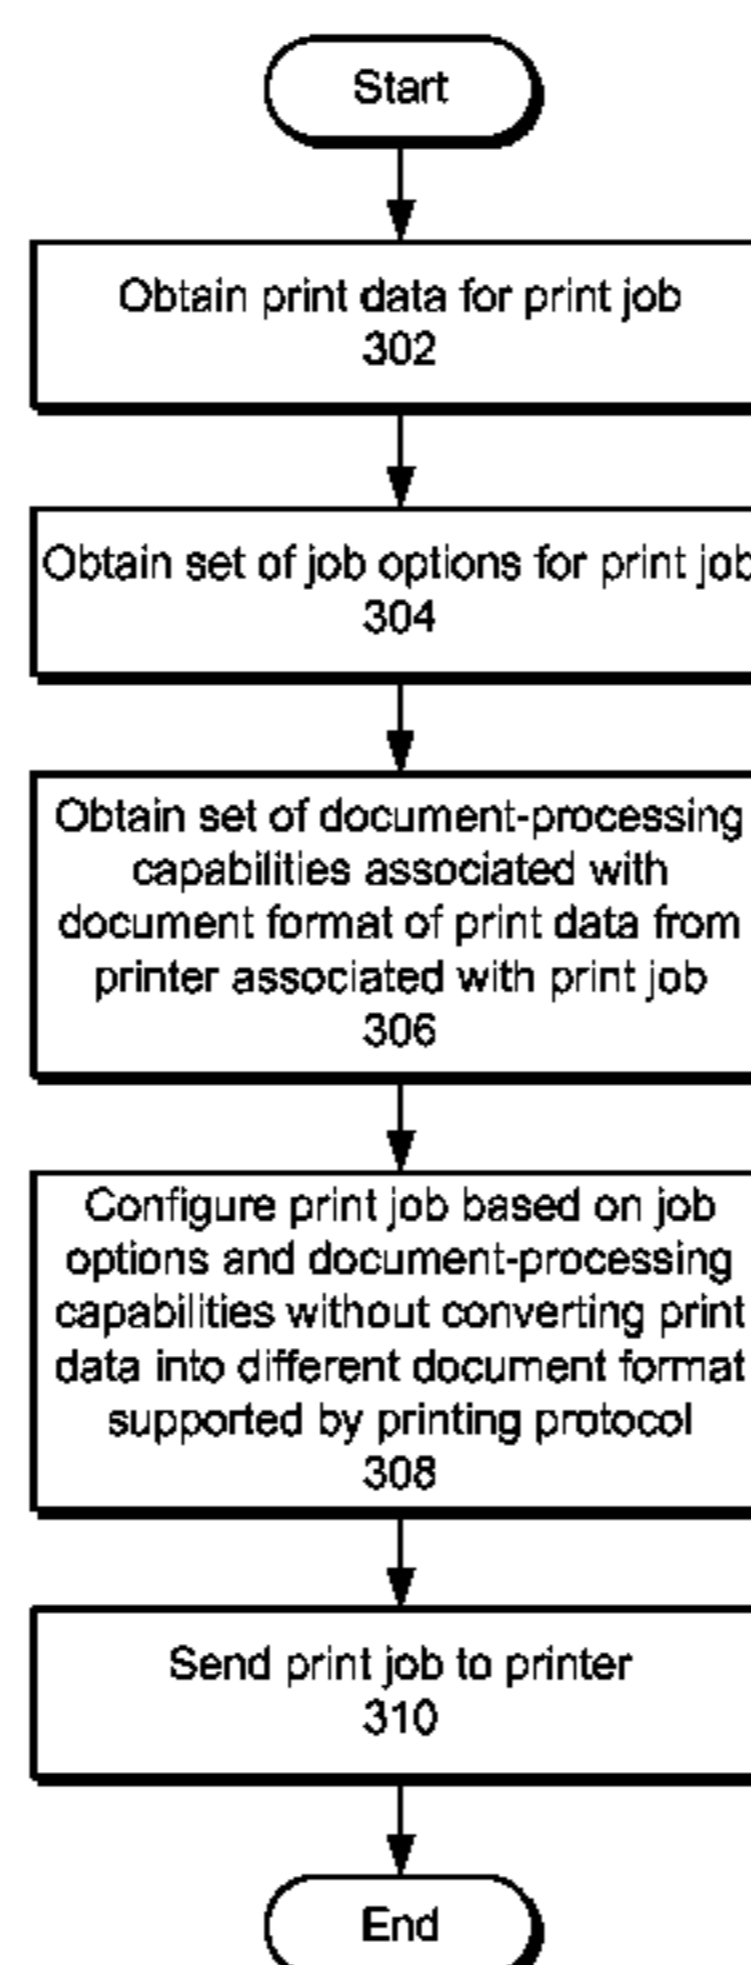 Start
Obtain print data for print job
302
Obtain set of job options for print job
304
Obtain set of document-processing
capabilities associated with
document format of print data from
printer associated with print job
306
Configure print job based on job
options and document-processing
capabilities without converting print
data into different document format
supported by printing protocol
308
Send print job to printer
310
End